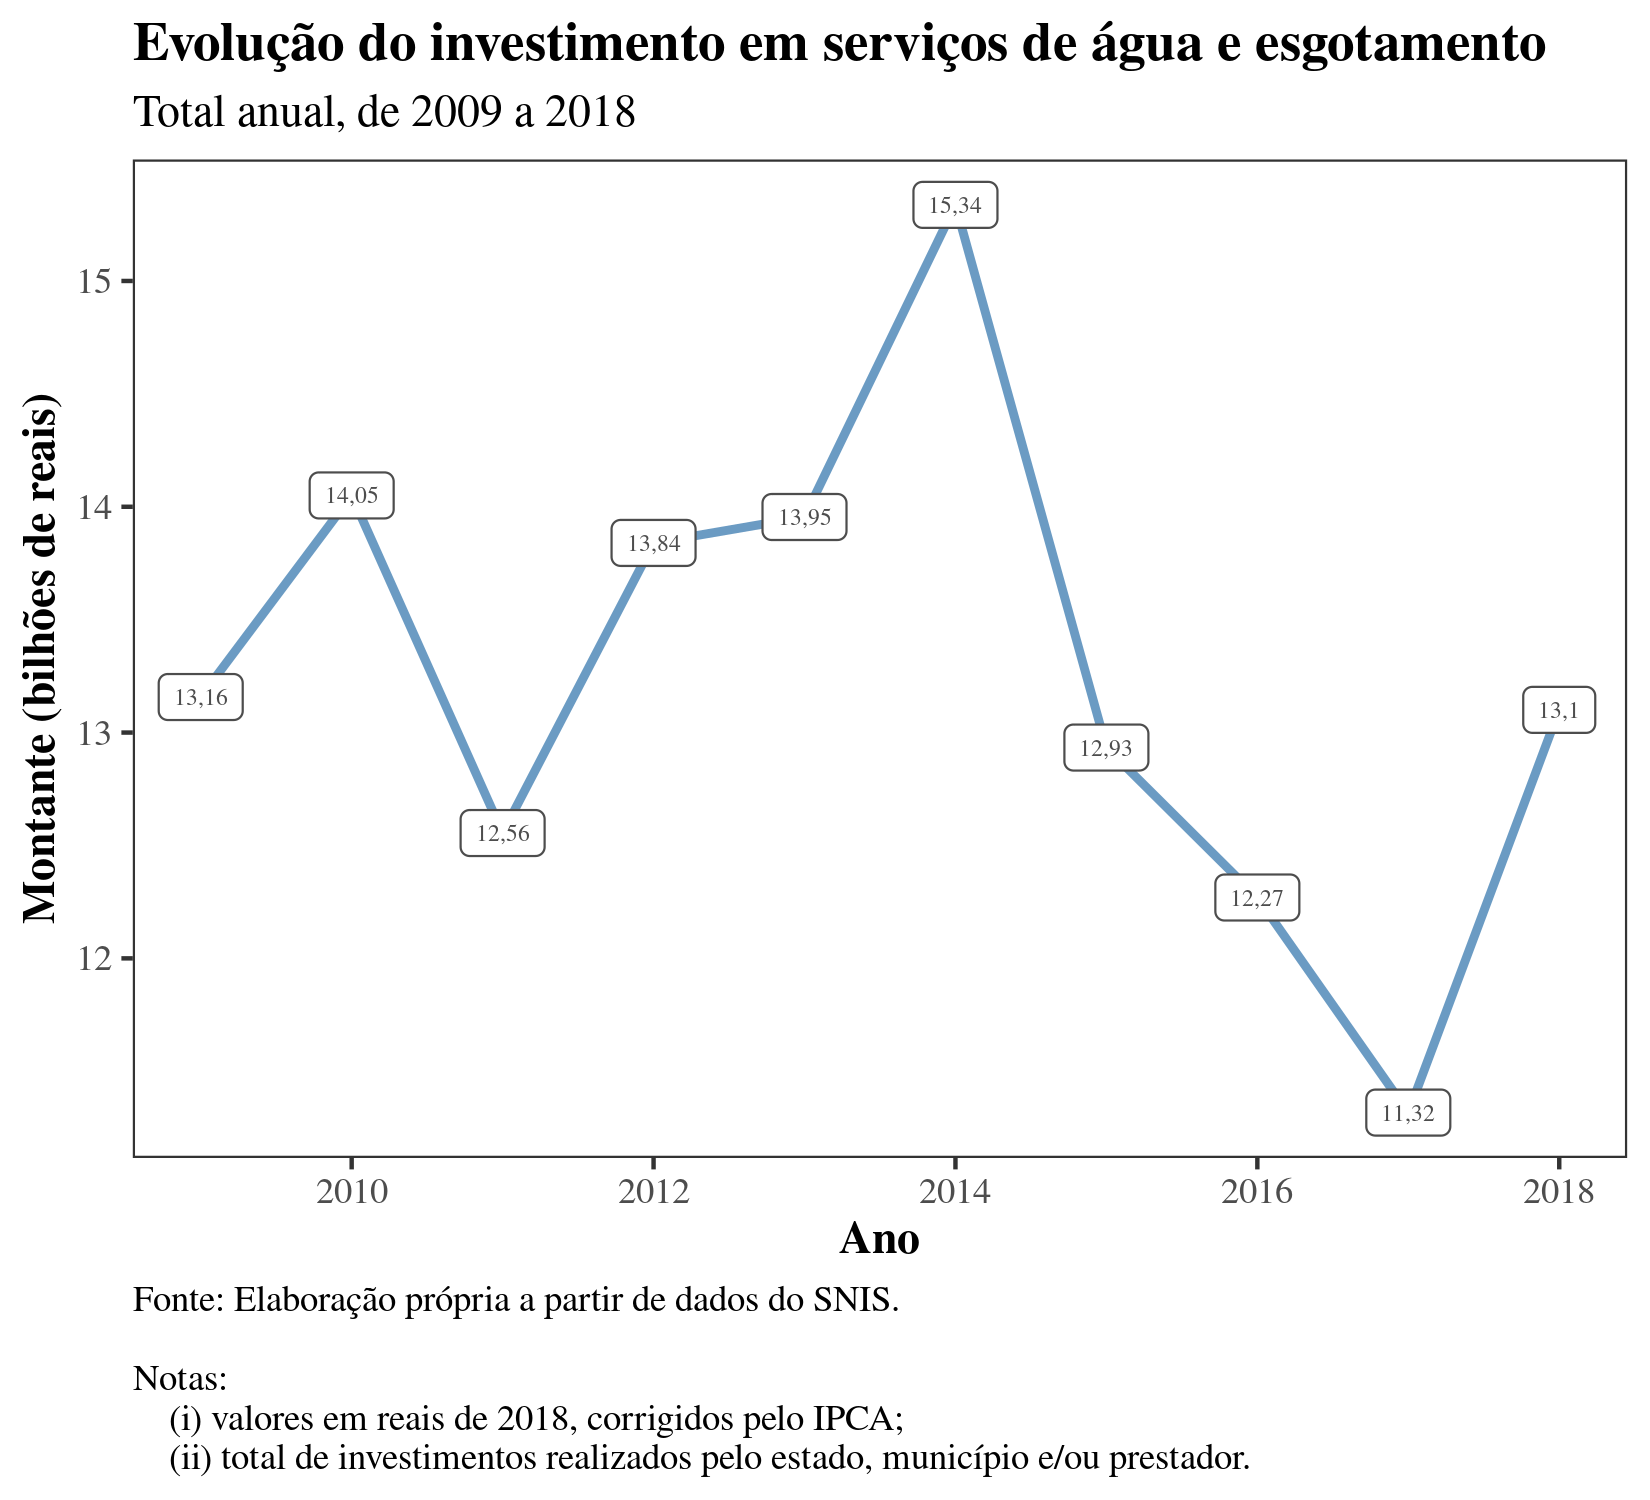 Evolução do investimento em serviços de água e esgotamento
Total anual, de 2009 a 2018
Montante (bilhões de reais)
15
14
13
12
13,16
14,05
12,56
13,84
13,95
15,34
12,93
12,27
11,32
13,1
2010
2012
2014
2016
2018
Ano
Fonte: Elaboração própria a partir de dados do SNIS.
Notas:
(i) valores em reais de 2018, corrigidos pelo IPCA;
(ii) total de investimentos realizados pelo estado, município e/ou prestador.